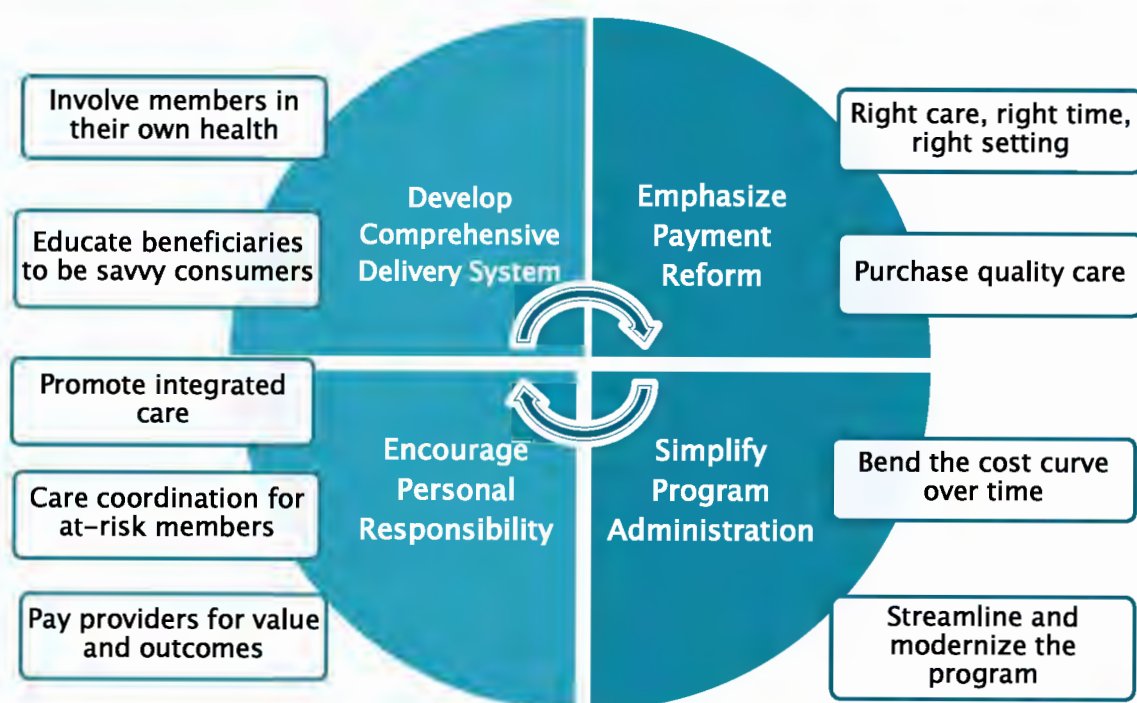 Involve members in
their own health
Educate beneficiaries
to be savvy consumers
Promote integrated
care
Care coordination for
at-risk members
Pay providers for value
and outcomes
Develop
Comprehensive
Delivery System
Emphasize
Payment
Reform
Encourage
Personal
Responsibility
Simplify
Program
Administration
Right care, right time,
right setting
Purchase quality care
Bend the cost curve
over time
Streamline and
modernize the
program